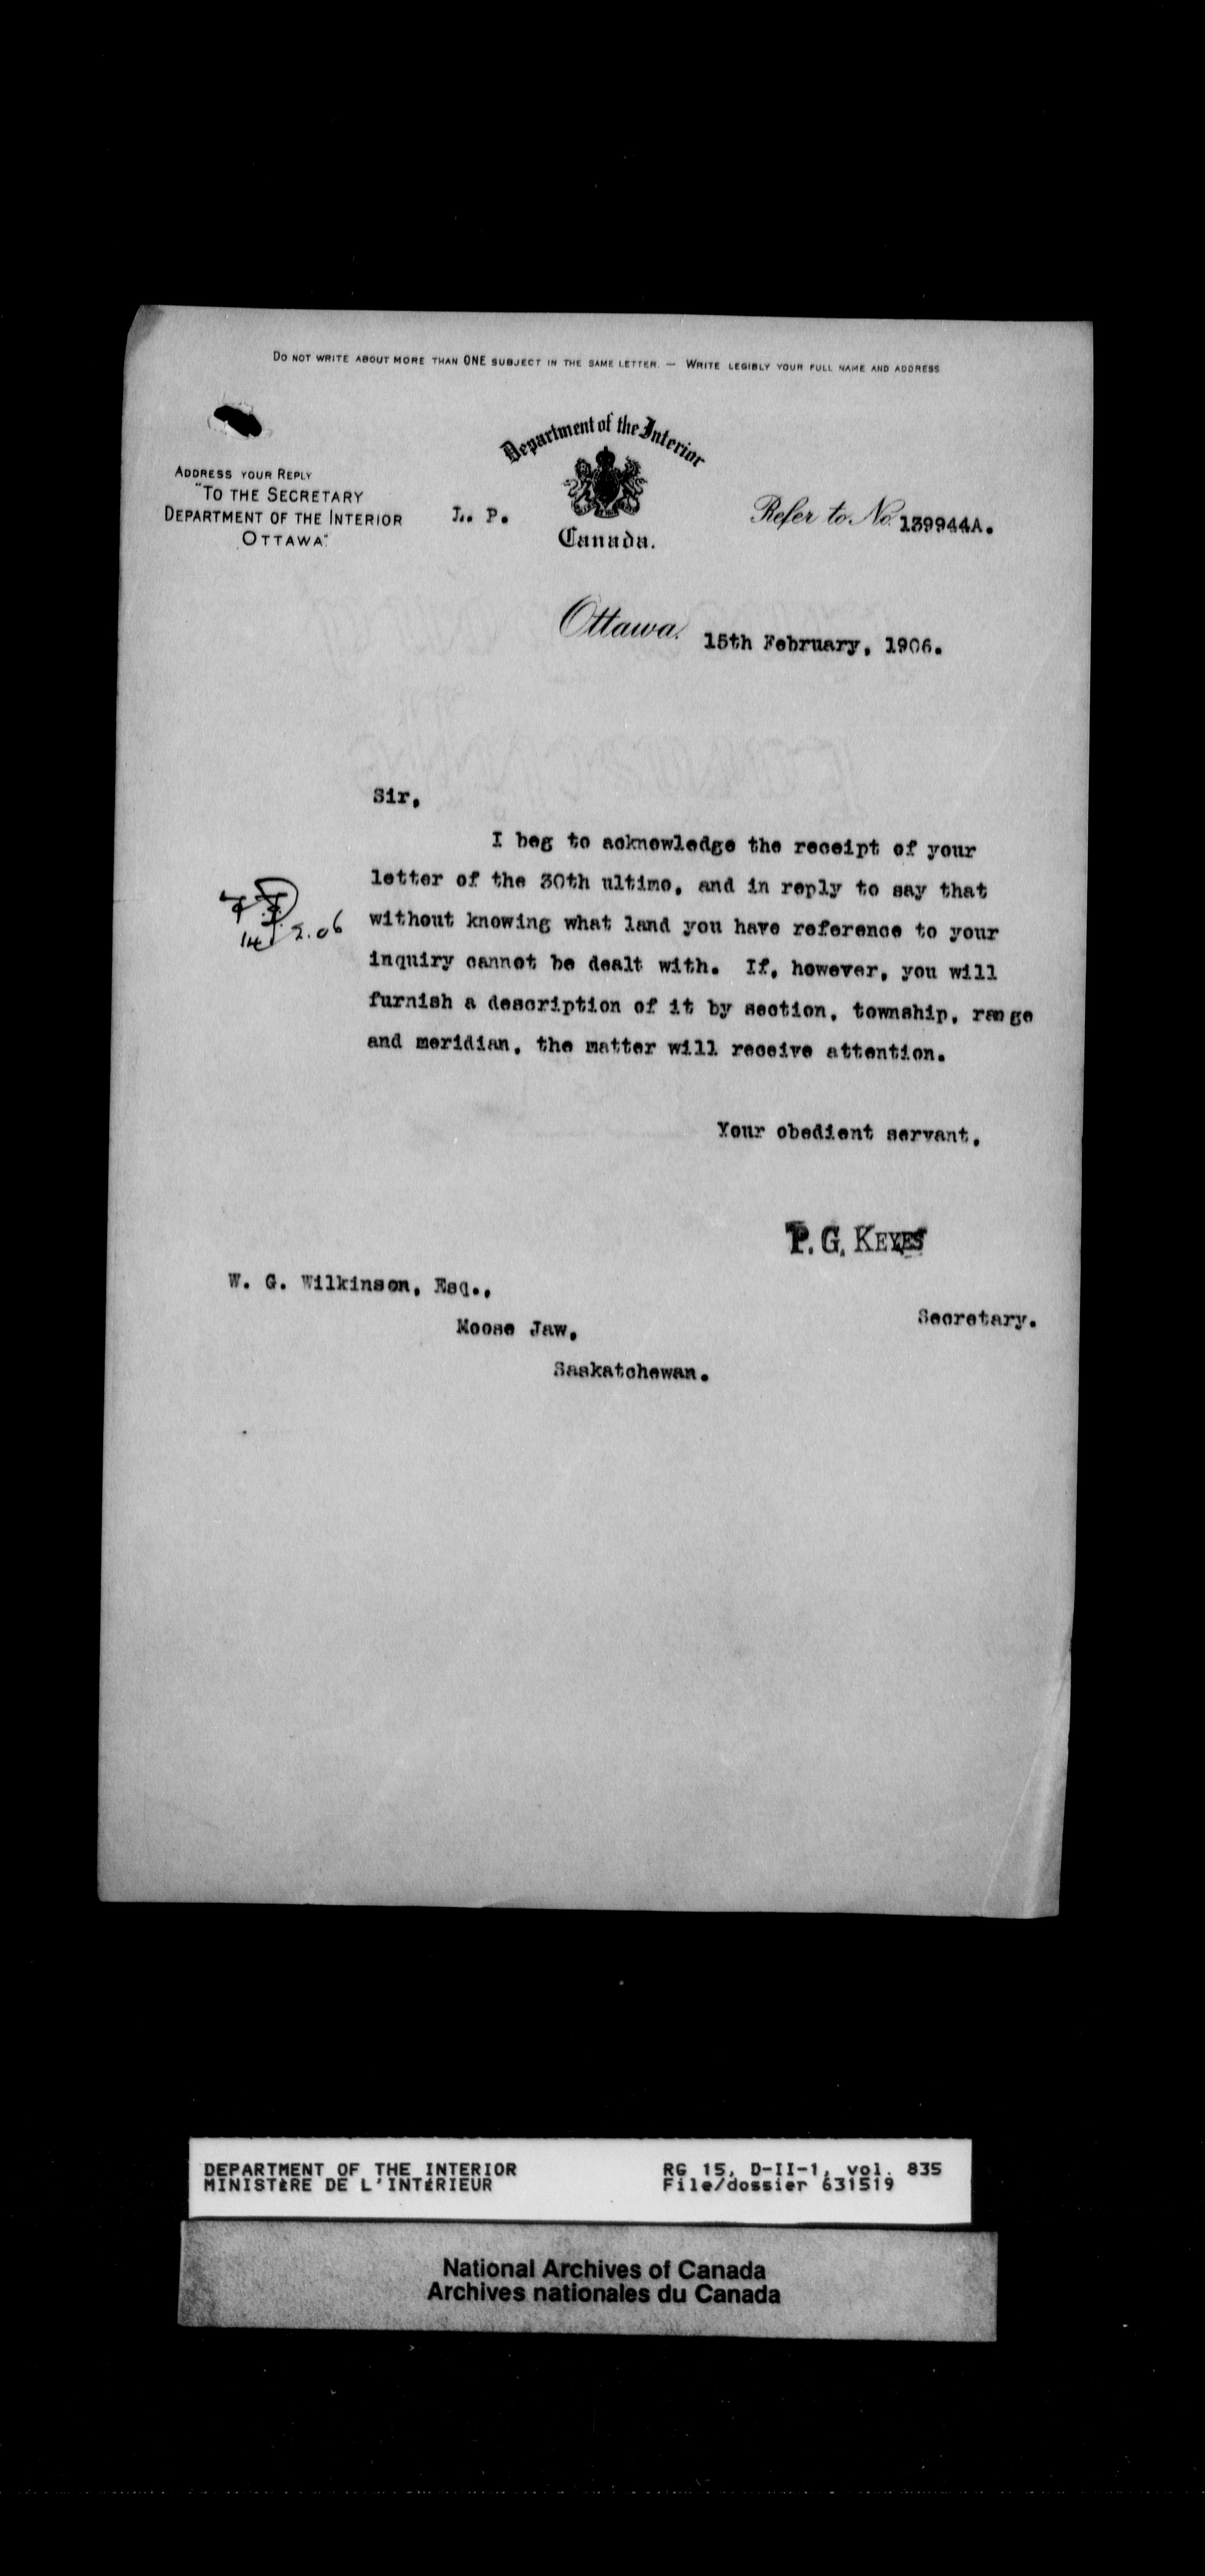 DO NOT WRITE ABOUT MORE THAN ONE SUBJECT IN THE SAME LETTER. — WRITE LEGIBLY YOUR FULL NAME AND ADDRESS
ADDRESS YOUR REPLY
"TO THE SECRETARY
DEPARTMENT OF THE INTERIOR
OTTAWA."
L. P.
Department of the Interior
Canada.
Refer to No. 139944A.
Ottawa, 15th February, 1906.
Sir,
I beg to acknowledge the receipt of your
letter of the 30th ultimo, and in reply to say that
without knowing what land you have reference to your
inquiry cannot be dealt with. If, however, you will
furnish a description of it by section, township, range
and meridian, the matter will receive attention.
14.2.06
Your obedient servant,
P. G. KEYES
Secretary.
W. G. Wilkinson, Esq.,
Moose Jaw,
Saskatchewan.
DEPARTMENT OF THE INTERIOR
MINISTÈRE DE L'INTÉRIEUR
RG 15, D-II-1, vol. 835
File/dossier 631519
National Archives of Canada
Archives nationales du Canada